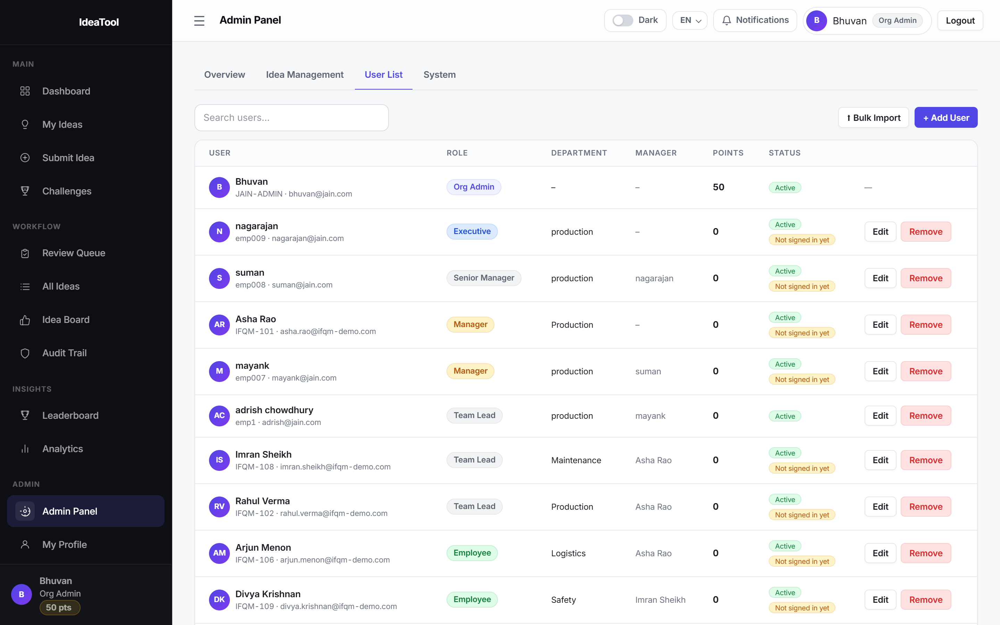 IdeaTool
MAIN
Dashboard
My Ideas
Submit Idea
Challenges
WORKFLOW
Review Queue
All Ideas
Idea Board
Audit Trail
INSIGHTS
Leaderboard
Analytics
ADMIN
Admin Panel
My Profile
B Bhuvan
Org Admin
50 pts
Admin Panel Dark EN Notifications B Bhuvan Org Admin Logout
Overview Idea Management User List System
Search users... ⬆ Bulk Import + Add User
USER ROLE DEPARTMENT MANAGER POINTS STATUS
B Bhuvan Org Admin – – 50 Active —
JAIN-ADMIN · bhuvan@jain.com
N nagarajan Executive production – 0 Active Edit Remove
emp009 · nagarajan@jain.com Not signed in yet
S suman Senior Manager production nagarajan 0 Active Edit Remove
emp008 · suman@jain.com Not signed in yet
AR Asha Rao Manager Production – 0 Active Edit Remove
IFQM-101 · asha.rao@ifqm-demo.com Not signed in yet
M mayank Manager production suman 0 Active Edit Remove
emp007 · mayank@jain.com Not signed in yet
AC adrish chowdhury Team Lead production mayank 0 Active Edit Remove
emp1 · adrish@jain.com
IS Imran Sheikh Team Lead Maintenance Asha Rao 0 Active Edit Remove
IFQM-108 · imran.sheikh@ifqm-demo.com Not signed in yet
RV Rahul Verma Team Lead Production Asha Rao 0 Active Edit Remove
IFQM-102 · rahul.verma@ifqm-demo.com Not signed in yet
AM Arjun Menon Employee Logistics Asha Rao 0 Active Edit Remove
IFQM-106 · arjun.menon@ifqm-demo.com Not signed in yet
DK Divya Krishnan Employee Safety Imran Sheikh 0 Active Edit Remove
IFQM-109 · divya.krishnan@ifqm-demo.com Not signed in yet